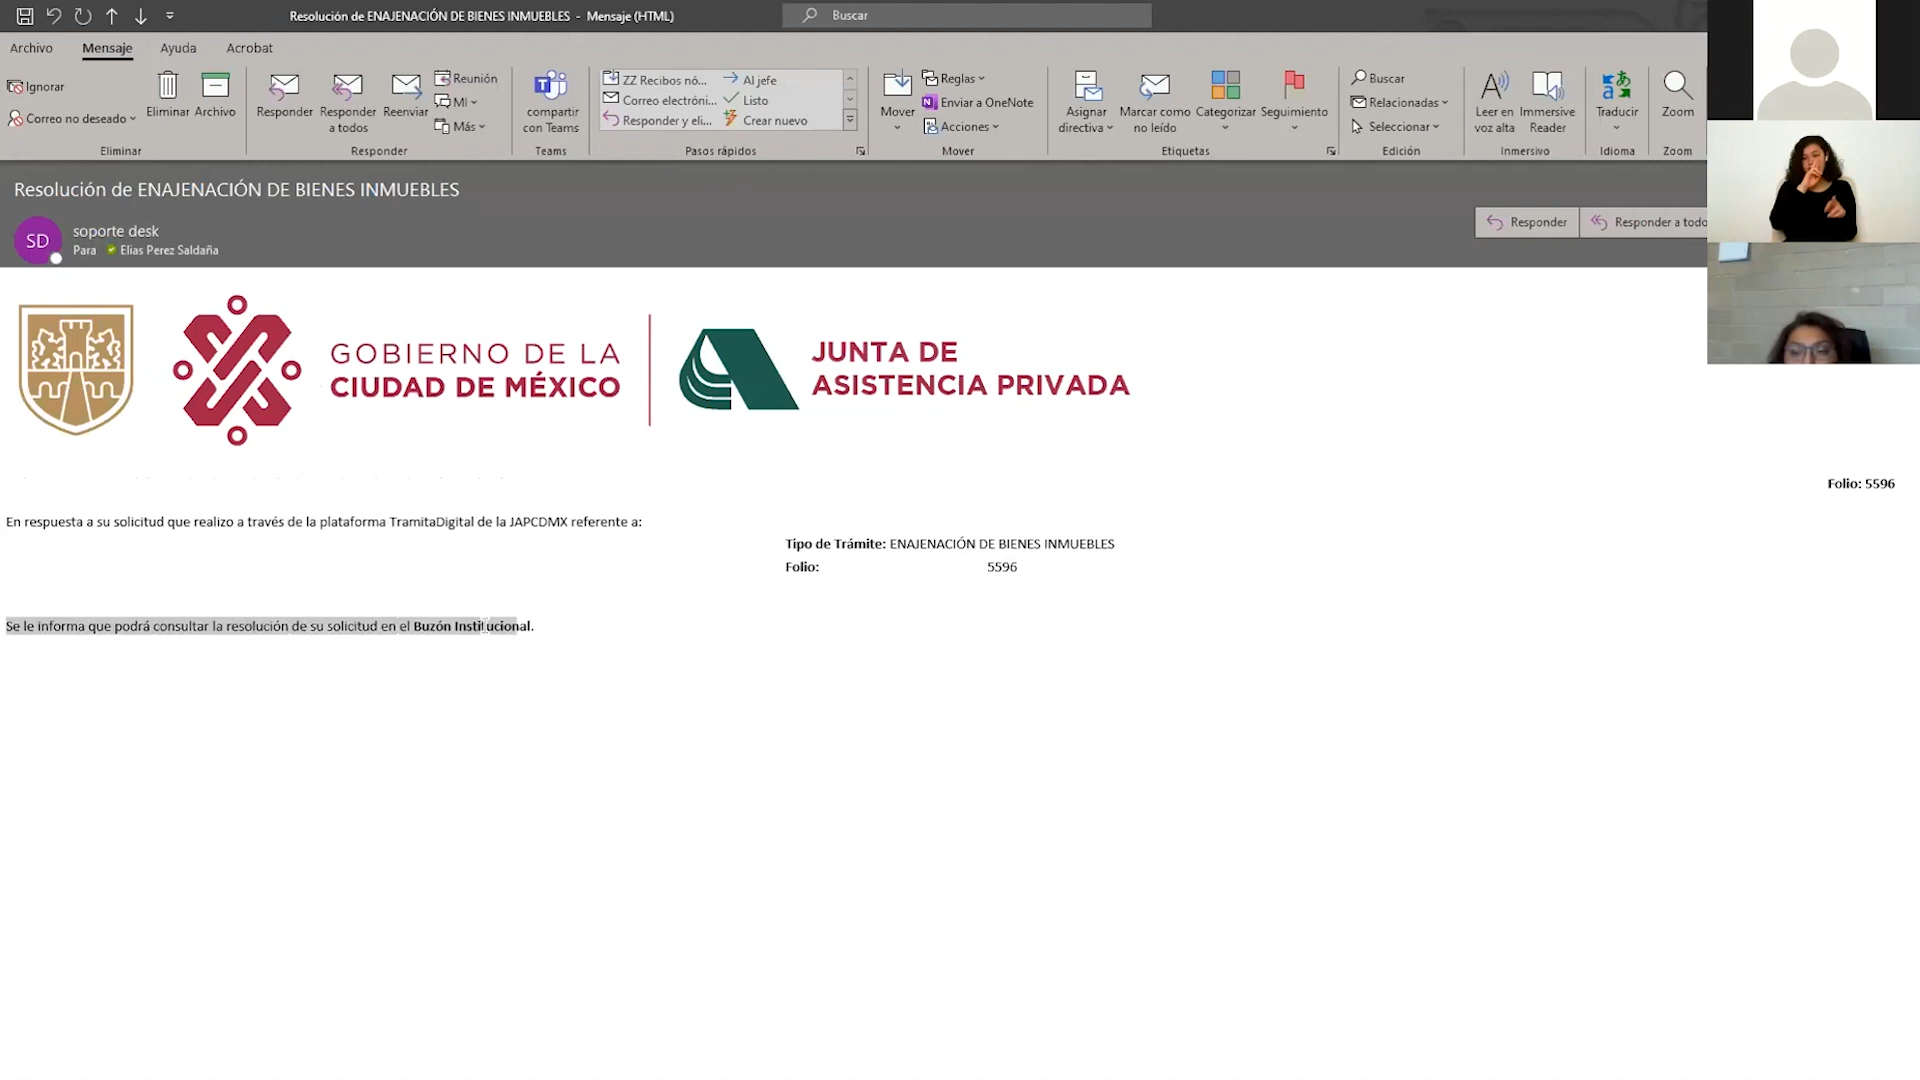 Resolución de ENAJENACIÓN DE BIENES INMUEBLES - Mensaje (HTML)
Buscar
Archivo Mensaje Ayuda Acrobat
Ignorar
Correo no deseado
Eliminar
Archivo
Eliminar
Responder
Responder a todos
Reenviar
Reunión
MI
Más
Responder
compartir con Teams
Teams
ZZ Recibos nó...
Correo electróni...
Responder y eli...
Al jefe
Listo
Crear nuevo
Pasos rápidos
Mover
Reglas
Enviar a OneNote
Acciones
Mover
Asignar directiva
Marcar como no leído
Categorizar
Seguimiento
Etiquetas
Buscar
Relacionadas
Seleccionar
Edición
Leer en voz alta
Immersive Reader
Inmersivo
Traducir
Idioma
Zoom
Zoom
Resolución de ENAJENACIÓN DE BIENES INMUEBLES
SD
soporte desk
Para Elias Perez Saldaña
Responder
Responder a todo
GOBIERNO DE LA
CIUDAD DE MÉXICO
JUNTA DE
ASISTENCIA PRIVADA
Folio: 5596
En respuesta a su solicitud que realizo a través de la plataforma TramitaDigital de la JAPCDMX referente a:
Tipo de Trámite: ENAJENACIÓN DE BIENES INMUEBLES
Folio: 5596
Se le informa que podrá consultar la resolución de su solicitud en el Buzón Institucional.